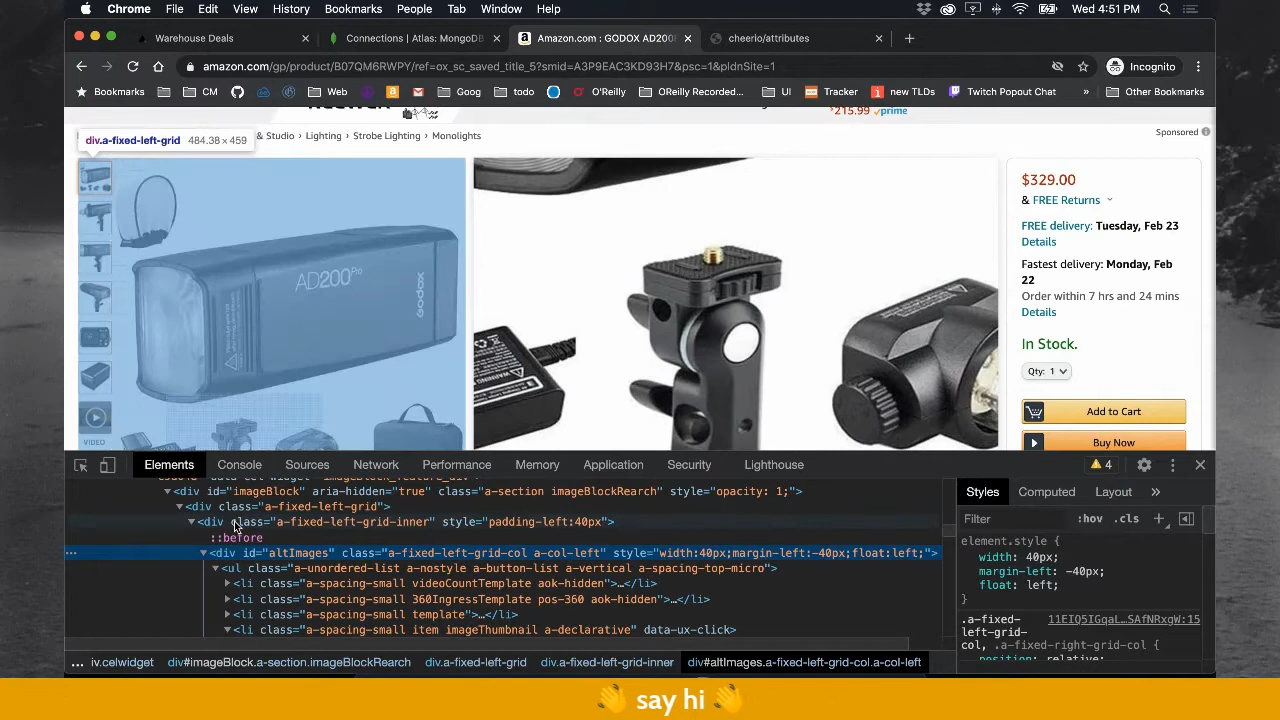 Chrome File Edit View History Bookmarks People Tab Window Help Wed 4:51 PM
Warehouse Deals Connections | Atlas: MongoDB Amazon.com : GODOX AD200 cheerio/attributes
amazon.com/gp/product/B07QM6RWPY/ref=ox_sc_saved_title_5?smid=A3P9EAC3KD93H7&psc=1&pldnSite=1 Incognito
Bookmarks CM Web Goog todo O'Reilly OReilly Recorded... UI Tracker new TLDs Twitch Popout Chat » Other Bookmarks
$215.99 prime
& Studio › Lighting › Strobe Lighting › Monolights
Sponsored
div.a-fixed-left-grid 484.38 × 459
AD200Pro
Godox
VIDEO
WARNING
$329.00
& FREE Returns
FREE delivery: Tuesday, Feb 23
Details
Fastest delivery: Monday, Feb
22
Order within 7 hrs and 24 mins
Details
In Stock.
Qty: 1
Add to Cart
Buy Now
Elements Console Sources Network Performance Memory Application Security Lighthouse 4
<div id="imageBlock" aria-hidden="true" class="a-section imageBlockRearch" style="opacity: 1;">
<div class="a-fixed-left-grid">
<div class="a-fixed-left-grid-inner" style="padding-left:40px">
::before
<div id="altImages" class="a-fixed-left-grid-col a-col-left" style="width:40px;margin-left:-40px;float:left;">
<ul class="a-unordered-list a-nostyle a-button-list a-vertical a-spacing-top-micro">
<li class="a-spacing-small videoCountTemplate aok-hidden">…</li>
<li class="a-spacing-small 360IngressTemplate pos-360 aok-hidden">…</li>
<li class="a-spacing-small template">…</li>
<li class="a-spacing-small item imageThumbnail a-declarative" data-ux-click>
... iv.celwidget div#imageBlock.a-section.imageBlockRearch div.a-fixed-left-grid div.a-fixed-left-grid-inner div#altImages.a-fixed-left-grid-col.a-col-left
Styles Computed Layout »
Filter :hov .cls +
element.style {
width: 40px;
margin-left: -40px;
float: left;
}
.a-fixed- 11EIQ5IGqaL…SAfNRxgW:15
left-grid-
col, .a-fixed-right-grid-col {
position: relative;
👋 say hi 👋